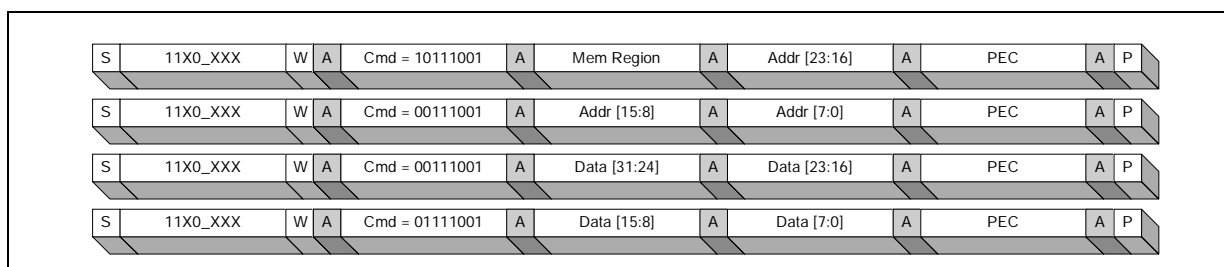 S 11X0_XXX W A Cmd = 10111001 A Mem Region A Addr [23:16] A PEC A P
S 11X0_XXX W A Cmd = 00111001 A Addr [15:8] A Addr [7:0] A PEC A P
S 11X0_XXX W A Cmd = 00111001 A Data [31:24] A Data [23:16] A PEC A P
S 11X0_XXX W A Cmd = 01111001 A Data [15:8] A Data [7:0] A PEC A P